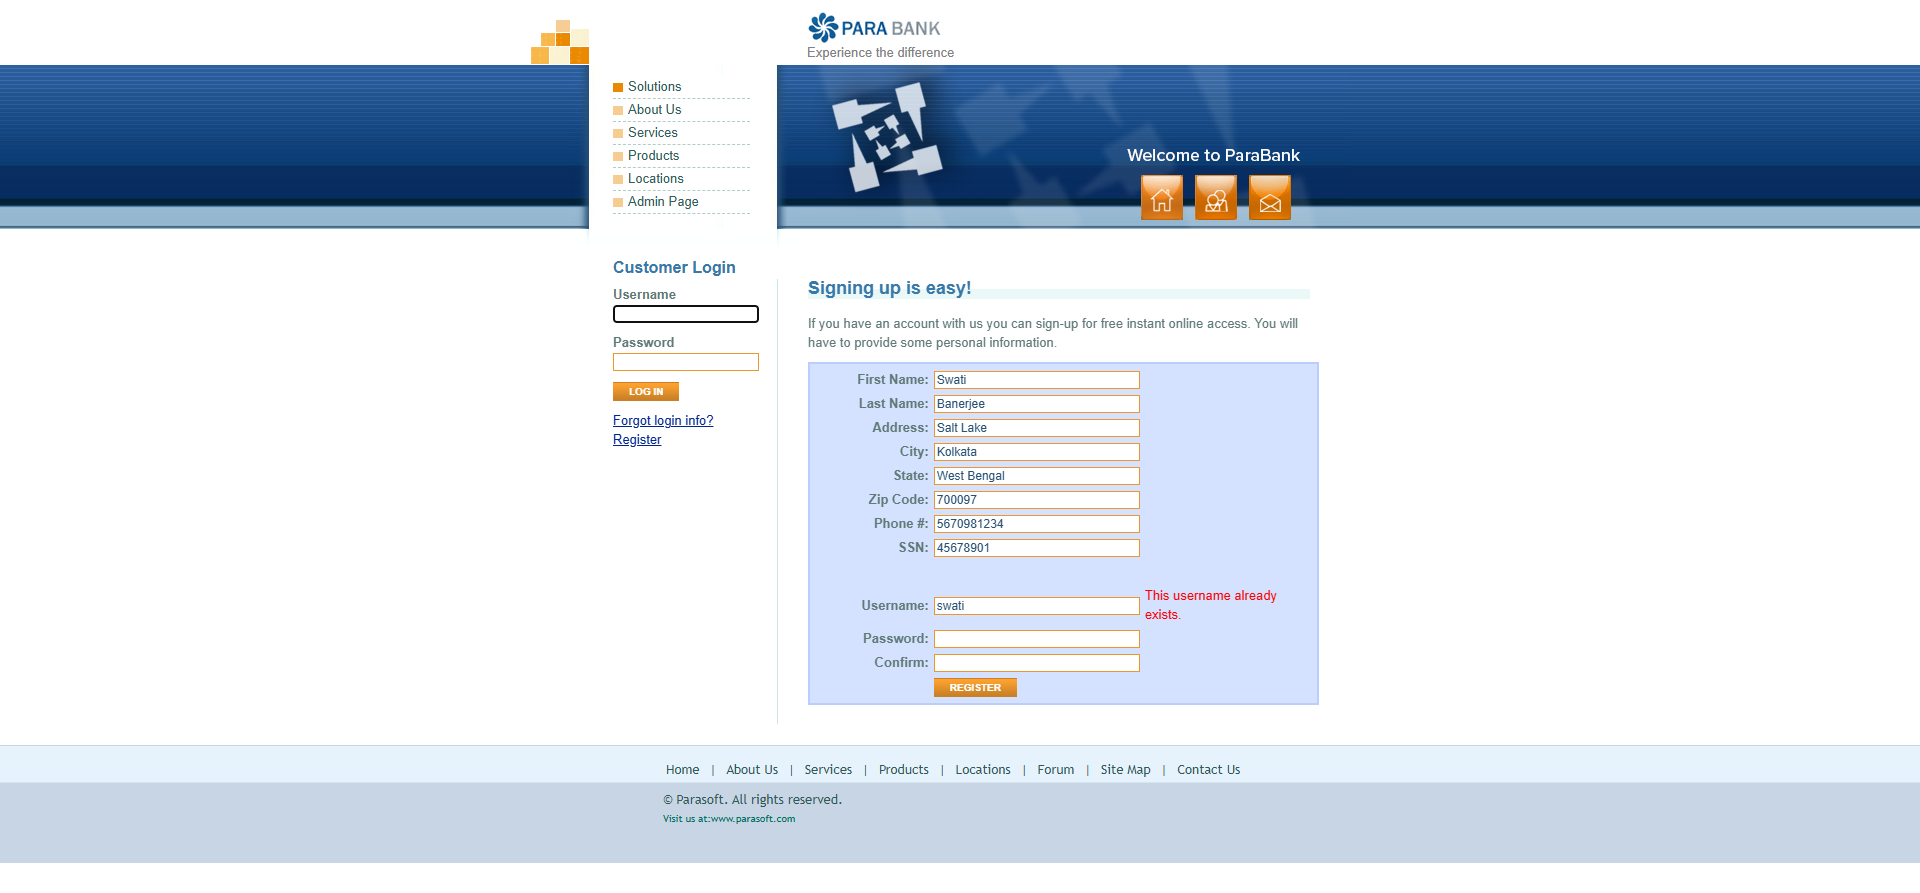 PARA BANK
Experience the difference
Solutions
About Us
Services
Products
Locations
Admin Page
Welcome to ParaBank
Customer Login
Username
Password
LOG IN
Forgot login info?
Register
Signing up is easy!
If you have an account with us you can sign-up for free instant online access. You will
have to provide some personal information.
First Name: Swati
Last Name: Banerjee
Address: Salt Lake
City: Kolkata
State: West Bengal
Zip Code: 700097
Phone #: 5670981234
SSN: 45678901
Username: swati This username already
exists.
Password:
Confirm:
REGISTER
Home | About Us | Services | Products | Locations | Forum | Site Map | Contact Us
© Parasoft. All rights reserved.
Visit us at:www.parasoft.com